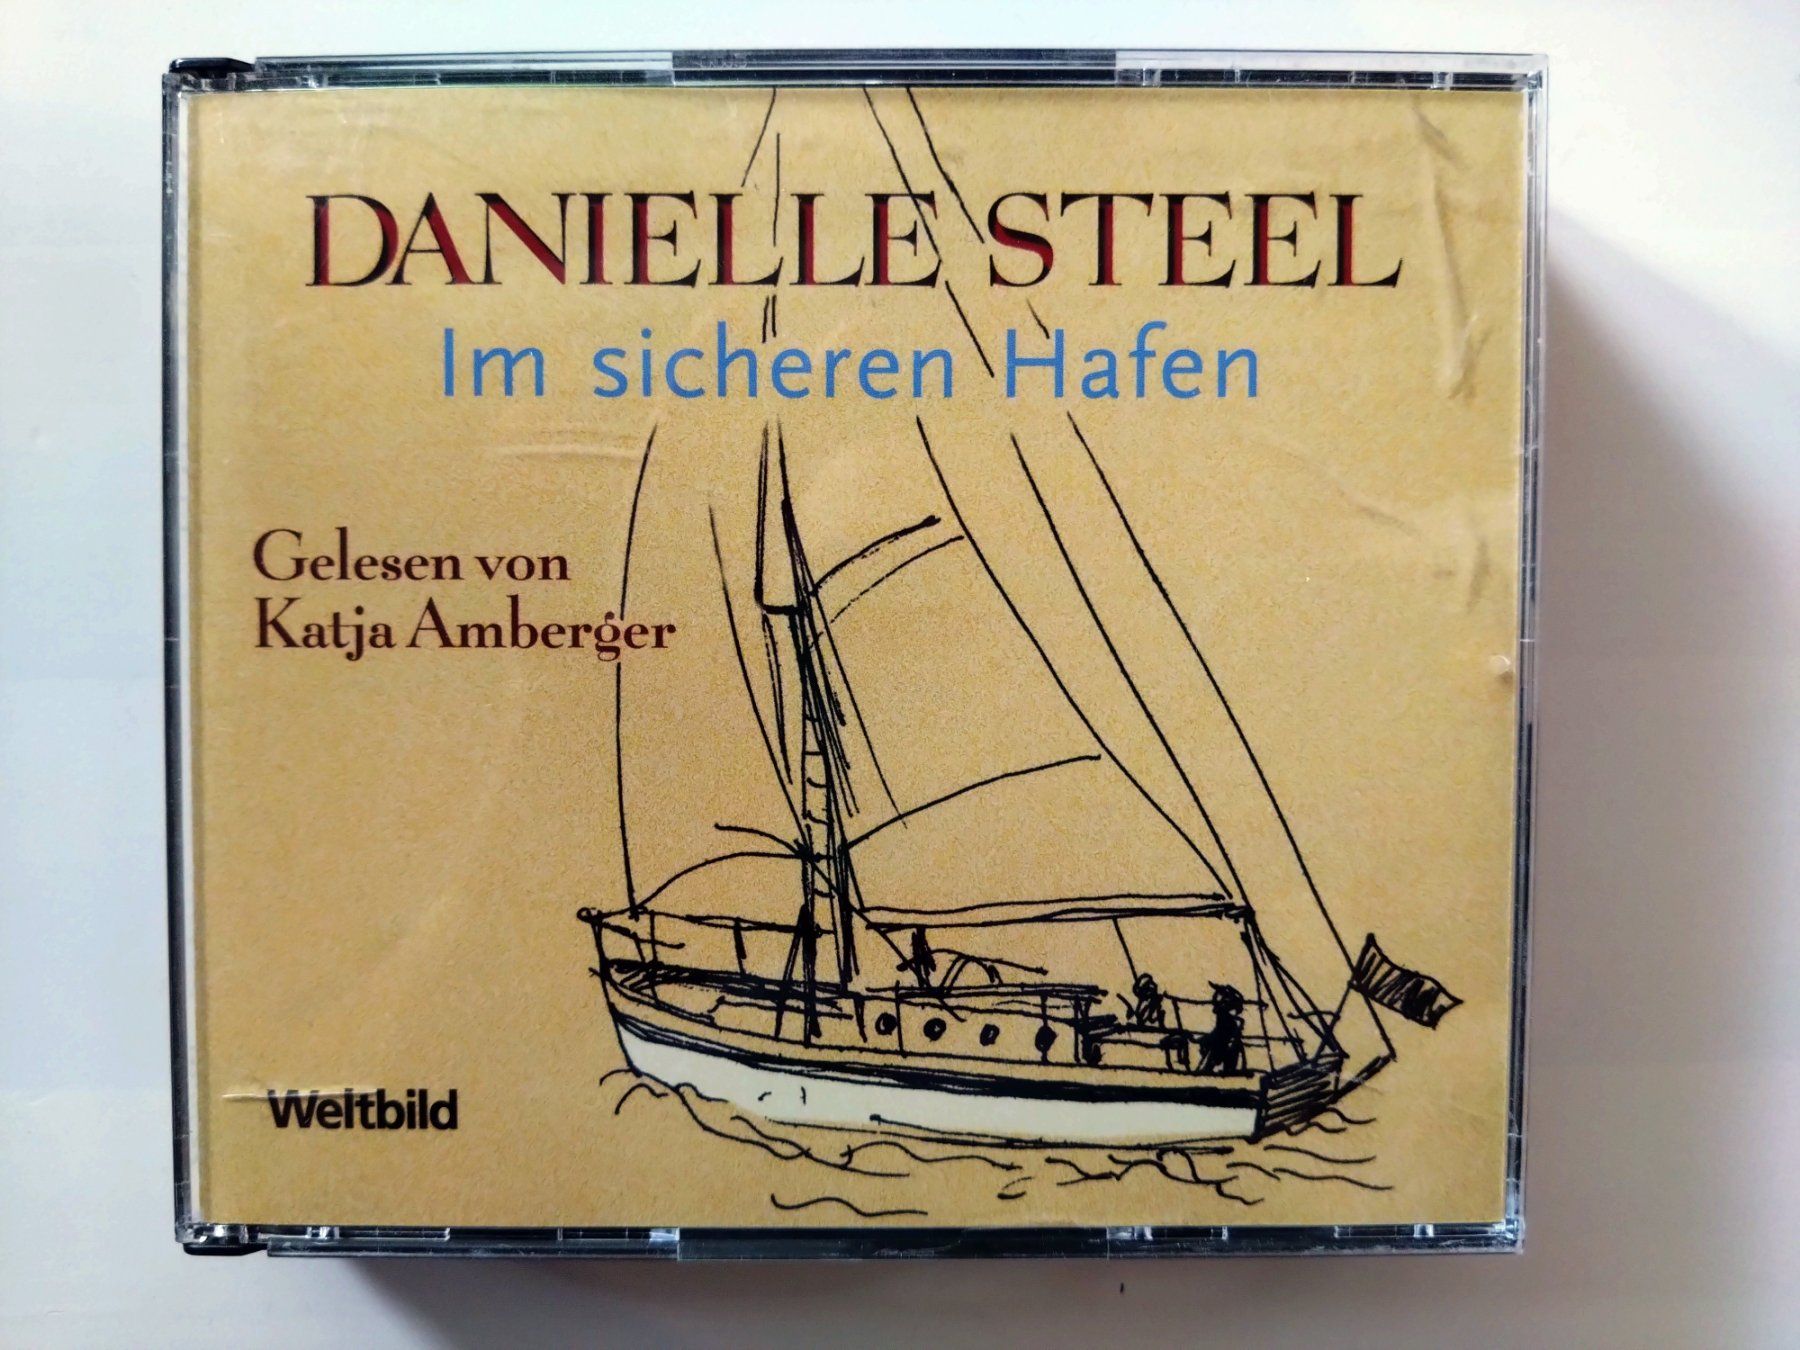 DANIELLE STEEL
Im sicheren Hafen
Gelesen von
Katja Amberger
Weltbild